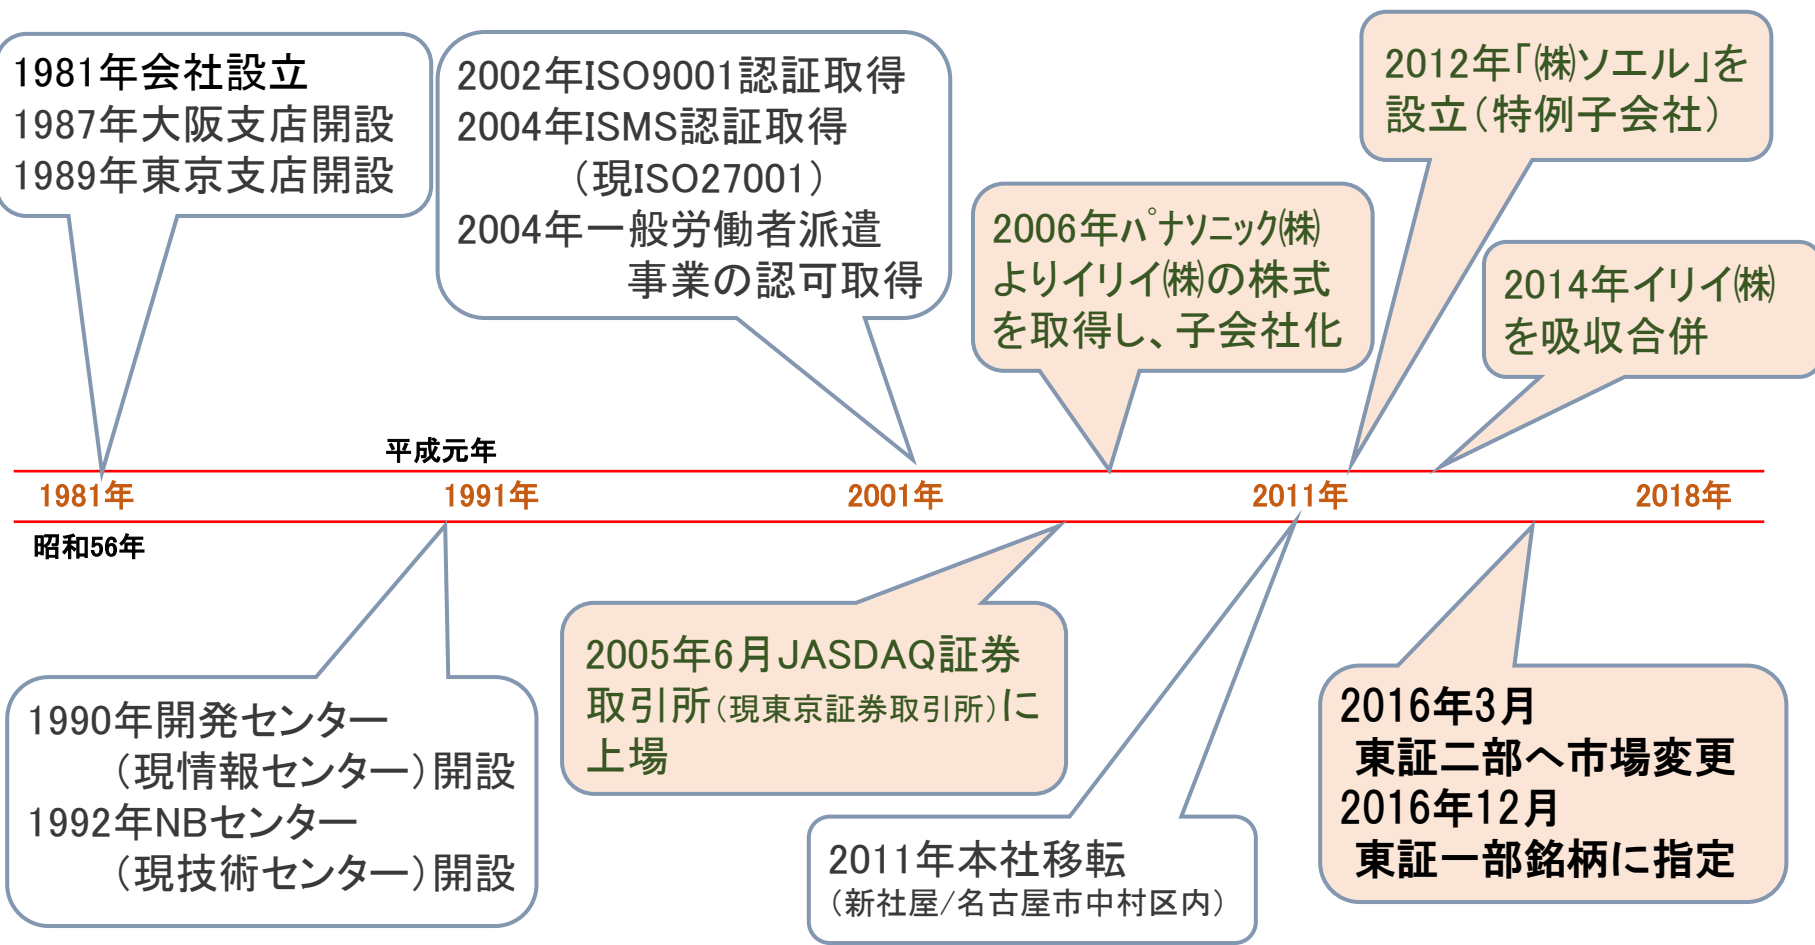 1981年会社設立
1987年大阪支店開設
1989年東京支店開設
2002年ISO9001認証取得
2004年ISMS認証取得
（現ISO27001）
2004年一般労働者派遣
事業の認可取得
2006年ﾊﾟﾅｿﾆｯｸ㈱
よりイリイ㈱の株式
を取得し、子会社化
2012年「㈱ソエル」を
設立（特例子会社）
2014年イリイ㈱
を吸収合併
平成元年
1981年
1991年
2001年
2011年
2018年
昭和56年
1990年開発センター
（現情報センター）開設
1992年NBセンター
（現技術センター）開設
2005年6月JASDAQ証券
取引所（現東京証券取引所）に
上場
2011年本社移転
（新社屋/名古屋市中村区内）
2016年3月
東証二部へ市場変更
2016年12月
東証一部銘柄に指定